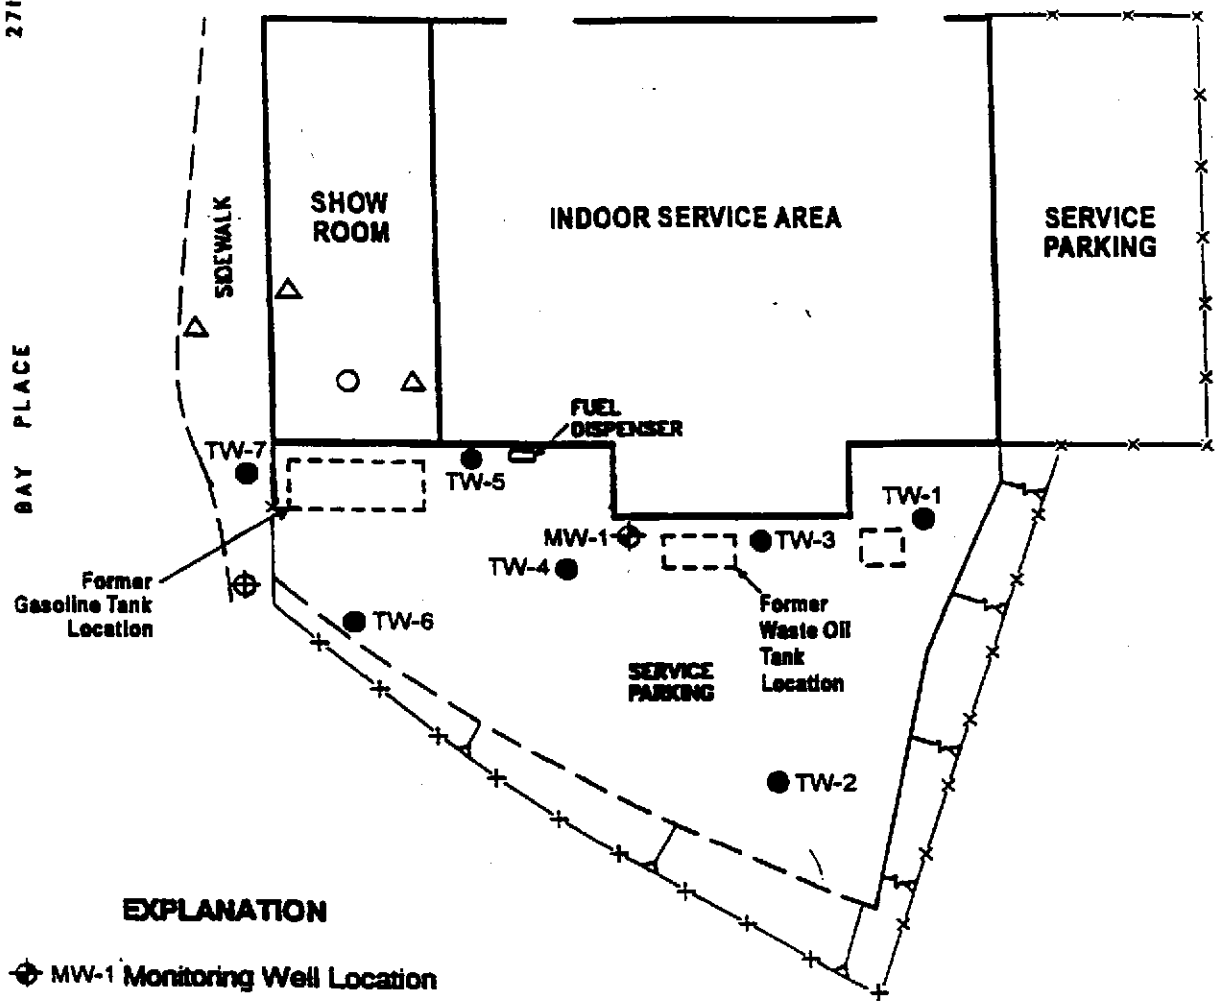 SHOW
ROOM
INDOOR SERVICE AREA
SERVICE
PARKING
SIDEWALK
BAY PLACE
FUEL
DISPENSER
TW-7
TW-5
TW-1
MW-1
TW-3
TW-4
Former
Gasoline Tank
Location
TW-6
Former
Waste Oil
Tank
Location
SERVICE
PARKING
TW-2
EXPLANATION
MW-1 Monitoring Well Location